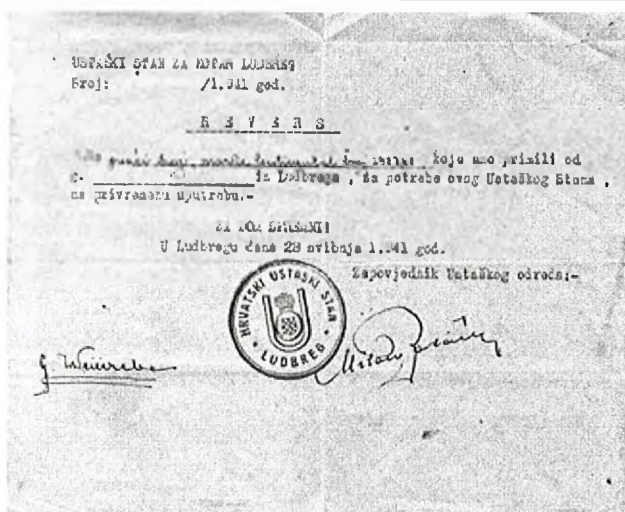 USTAŠKI STAN ZA KOTAR LUDBREG
Broj: /1.941 god.
R E V E R S
koju smo primili od
g. iz Ludbrega, za potrebe ovog Ustaškog Stana,
na privremenu upotrebu.-
ZA DOM SPREMNI!
U Ludbregu dana 28 svibnja 1.941 god.
Zapovjednik Ustaškog odreda:-
HRVATSKI USTAŠKI STAN
LUDBREG